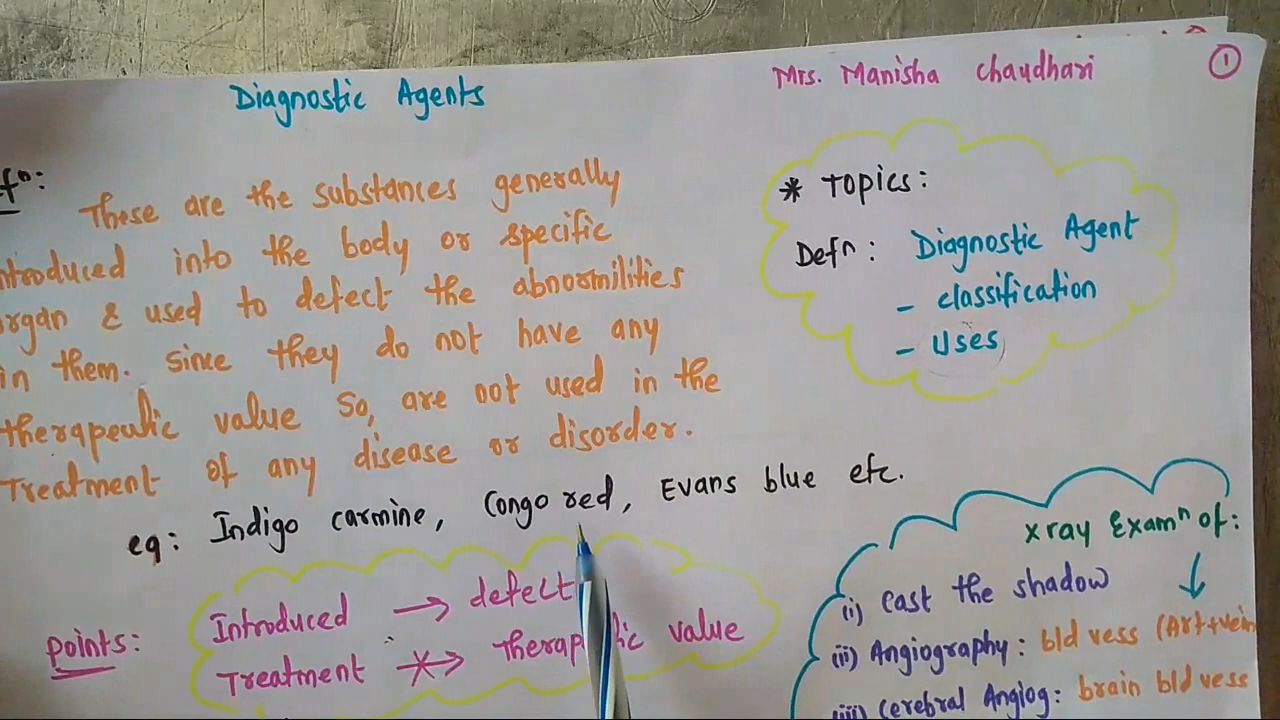 Diagnostic Agents
Mrs. Manisha Chaudhari
1
fn:
These are the substances generally
ntroduced into the body or specific
organ & used to defect the abnormilities
in them. Since they do not have any
therapeutic value So, are not used in the
Treatment of any disease or disorder.
eg: Indigo carmine, Congo red, Evans blue etc.
* Topics:
Defn: Diagnostic Agent
- classification
- Uses
Points:
Introduced → defect
Treatment → value
x ray Examn of:
(i) Cast the shadow
(ii) Angiography: bld vess (Art+vein
(iii) Cerebral Angiog: brain bld vess